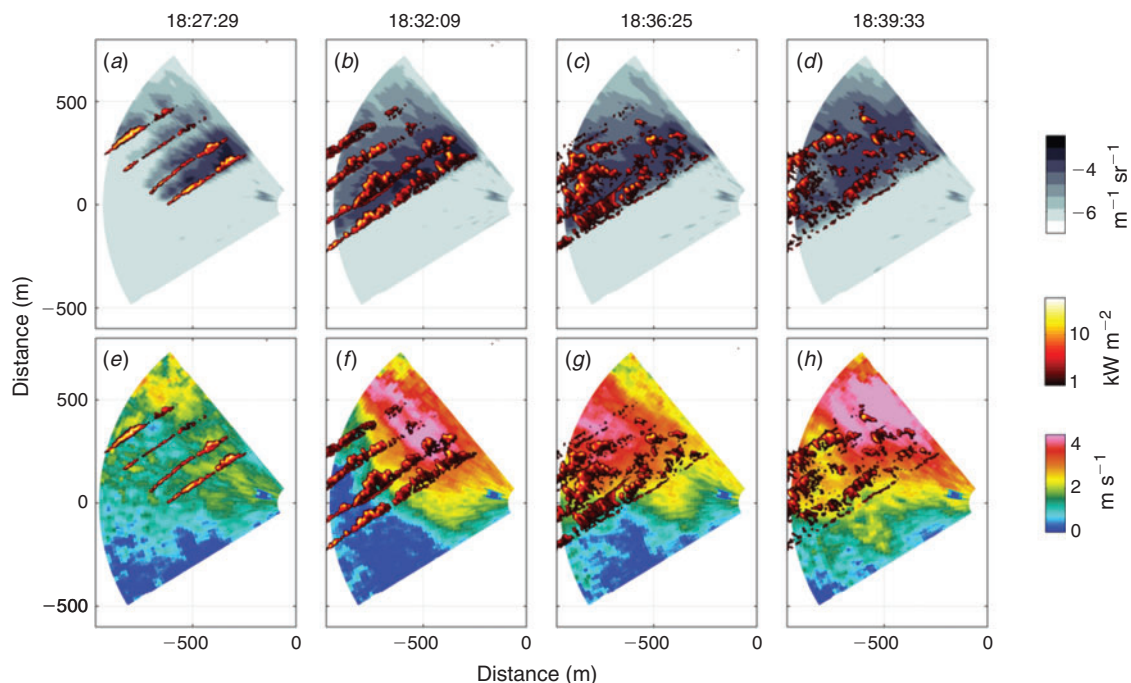 18:27:29 18:32:09 18:36:25 18:39:33
(a) (b) (c) (d)
500
0
−500
−4
−6
m−1 sr−1
10
1
kW m−2
(e) (f) (g) (h)
500
0
−500
4
2
0
m s−1
−500 0 −500 0 −500 0 −500 0
Distance (m)
Distance (m)